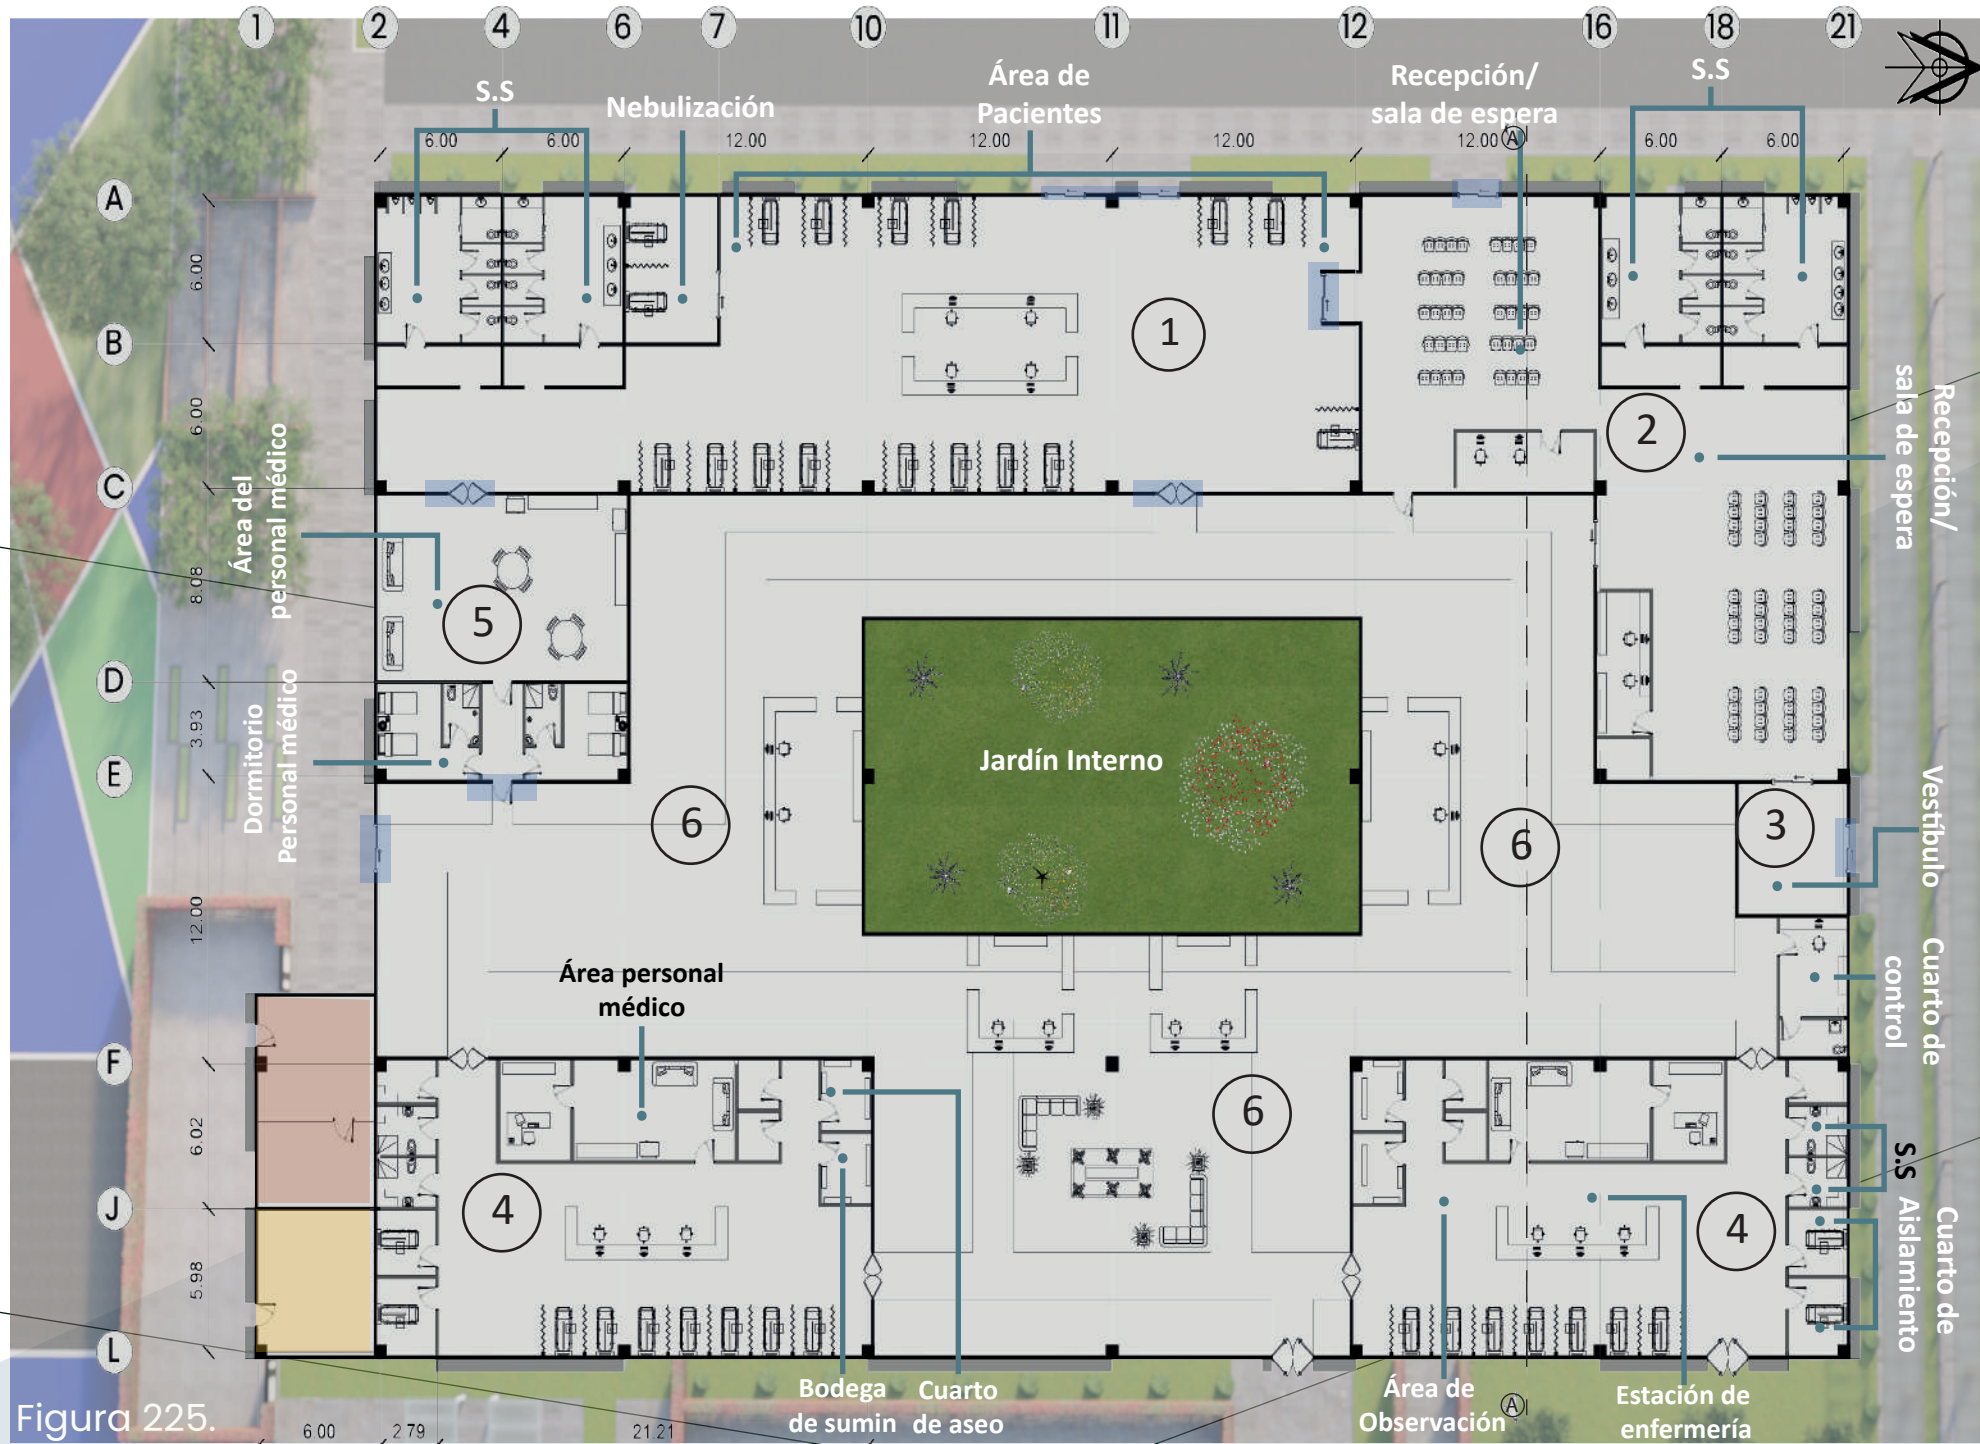 1 2 4 6 7 10 11 12 16 18 21
S.S
Nebulización
Área de
Pacientes
Recepción/
sala de espera
S.S
6.00 6.00 12.00 12.00 12.00 12.00 6.00 6.00
A
A
6.00
B
6.00
C
8.08
D
3.93
E
12.00
F
6.02
J
5.98
L
1
2
Recepción/
sala de espera
Área del
personal médico
5
Dormitorio
Personal médico
Jardín Interno
6
6
3
Vestíbulo
Cuarto de
control
Área personal
médico
6
4
4
S.S
Cuarto de
Aislamiento
Bodega
de sumin
Cuarto
de aseo
Área de
Observación
A
Estación de
enfermería
Figura 225.
6.00 2.79 21.21